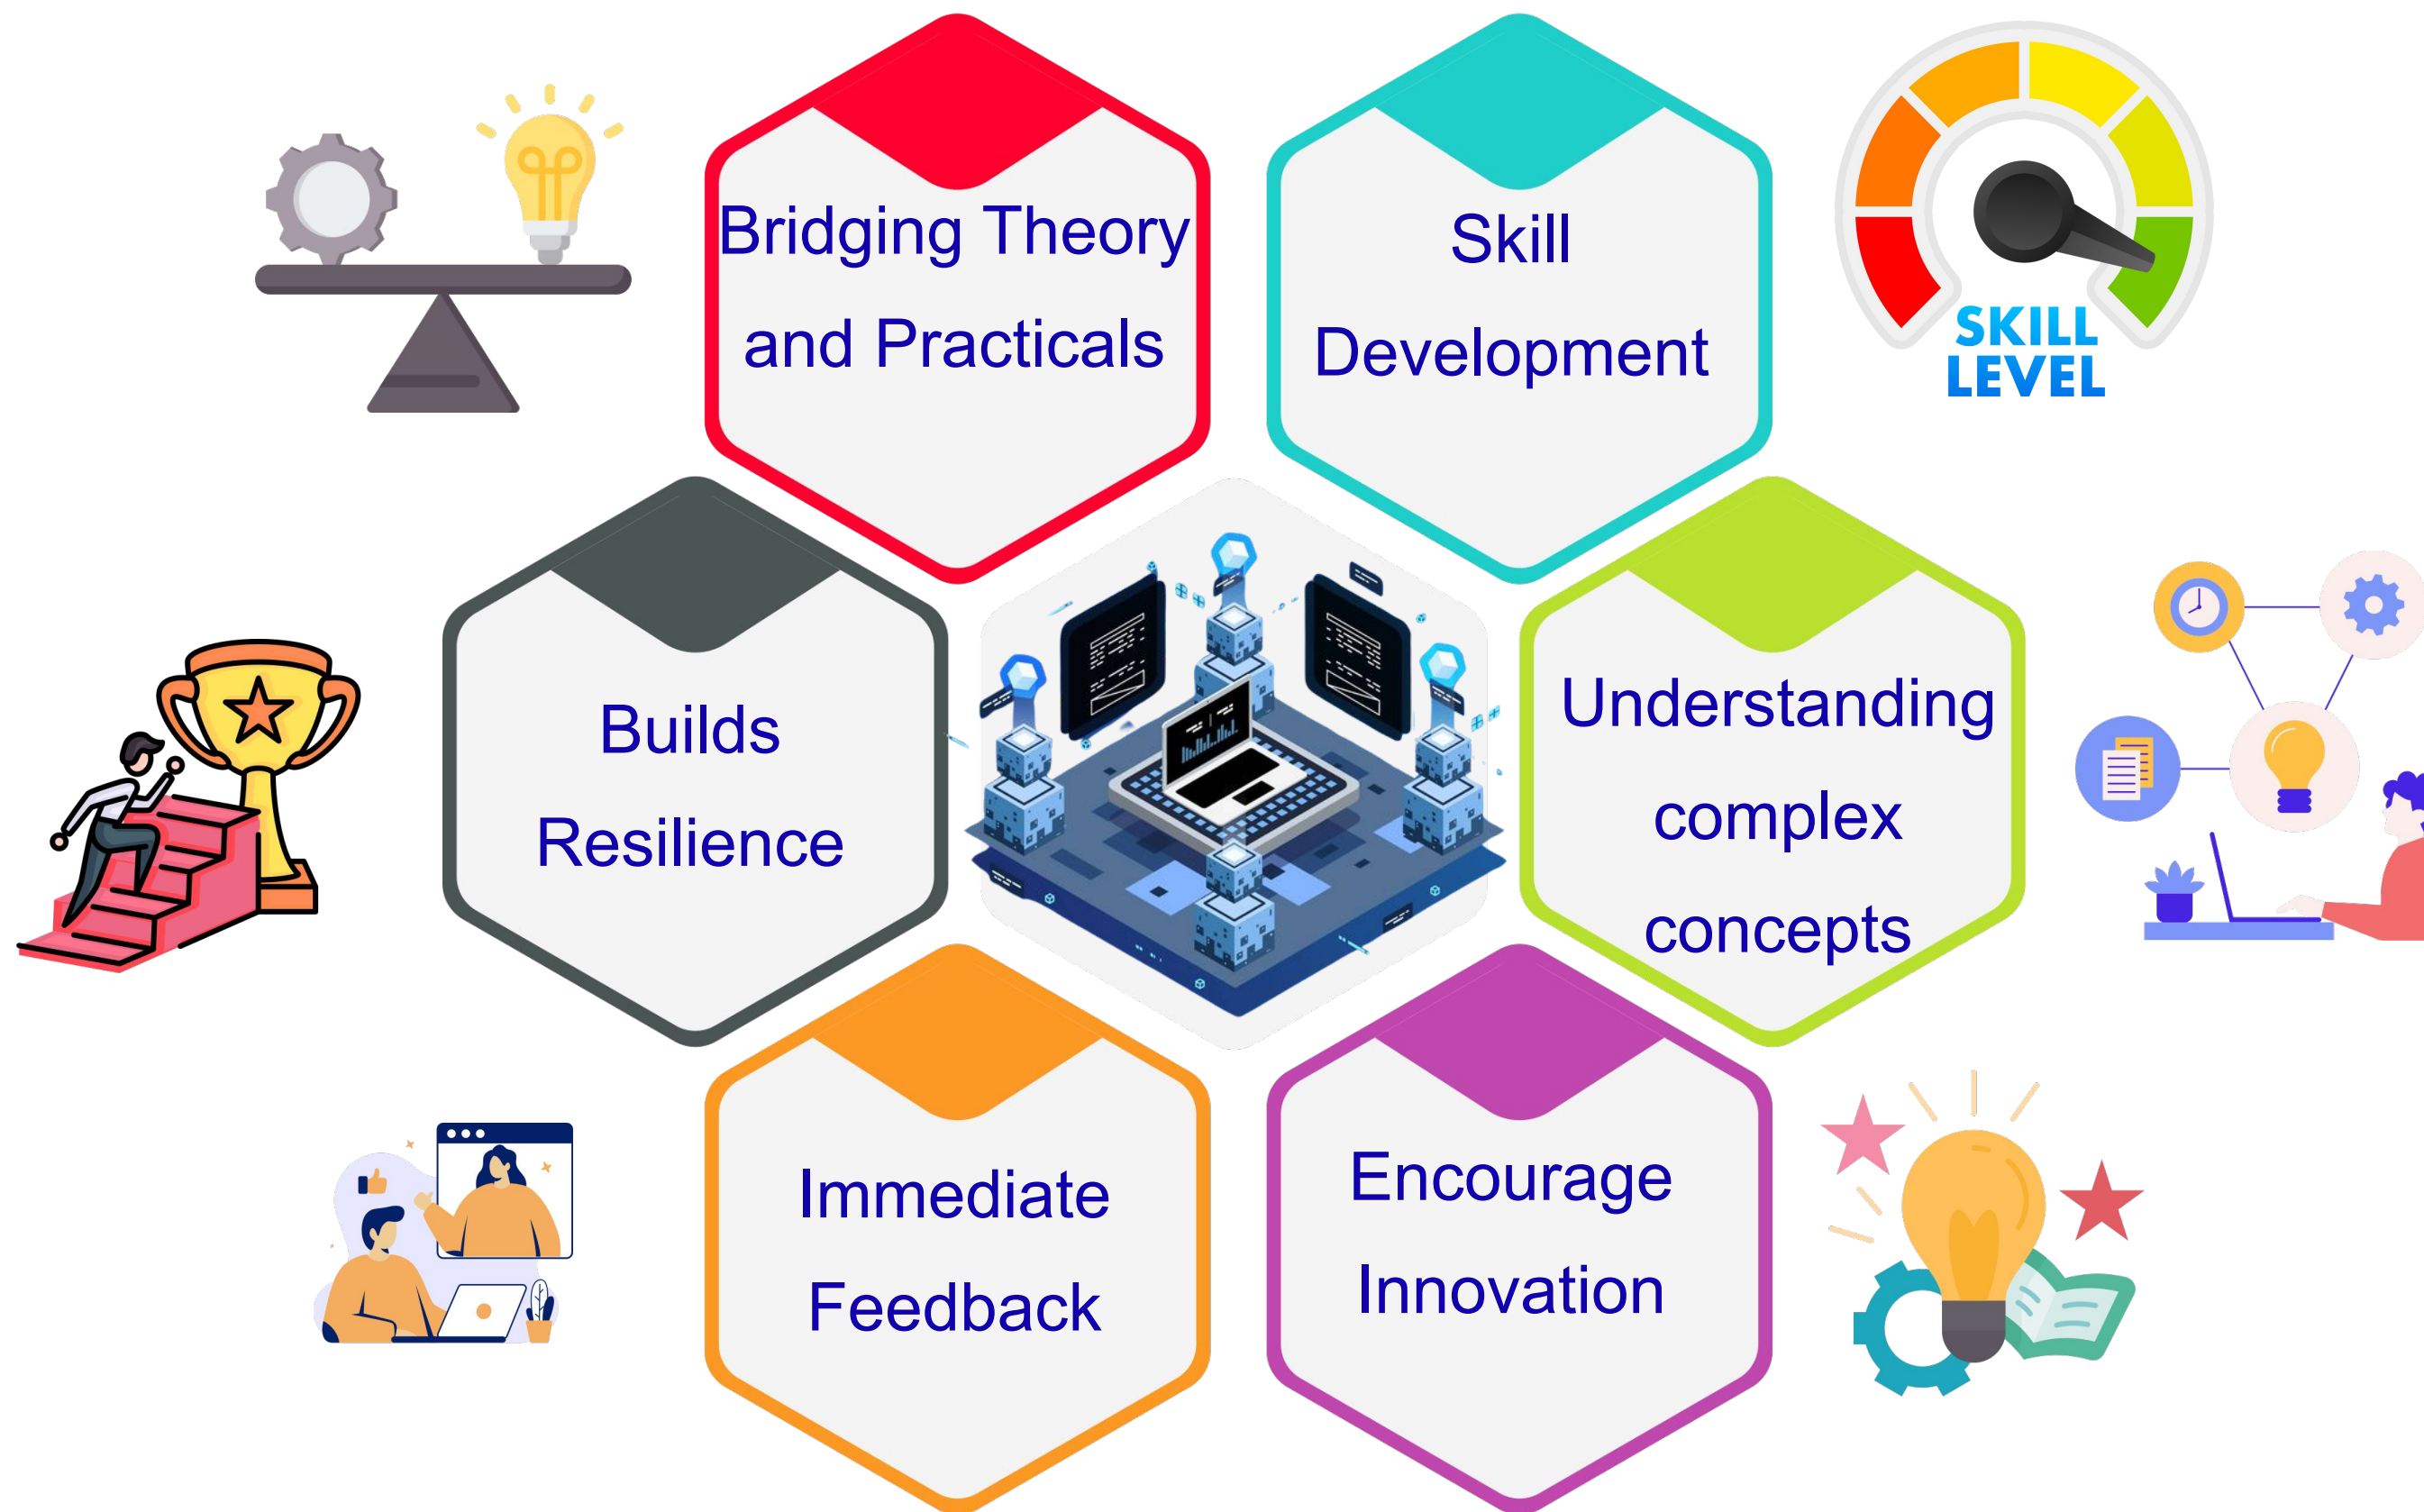 Bridging Theory
and Practicals
Skill
Development
SKILL
LEVEL
Builds
Resilience
Understanding
complex
concepts
Immediate
Feedback
Encourage
Innovation